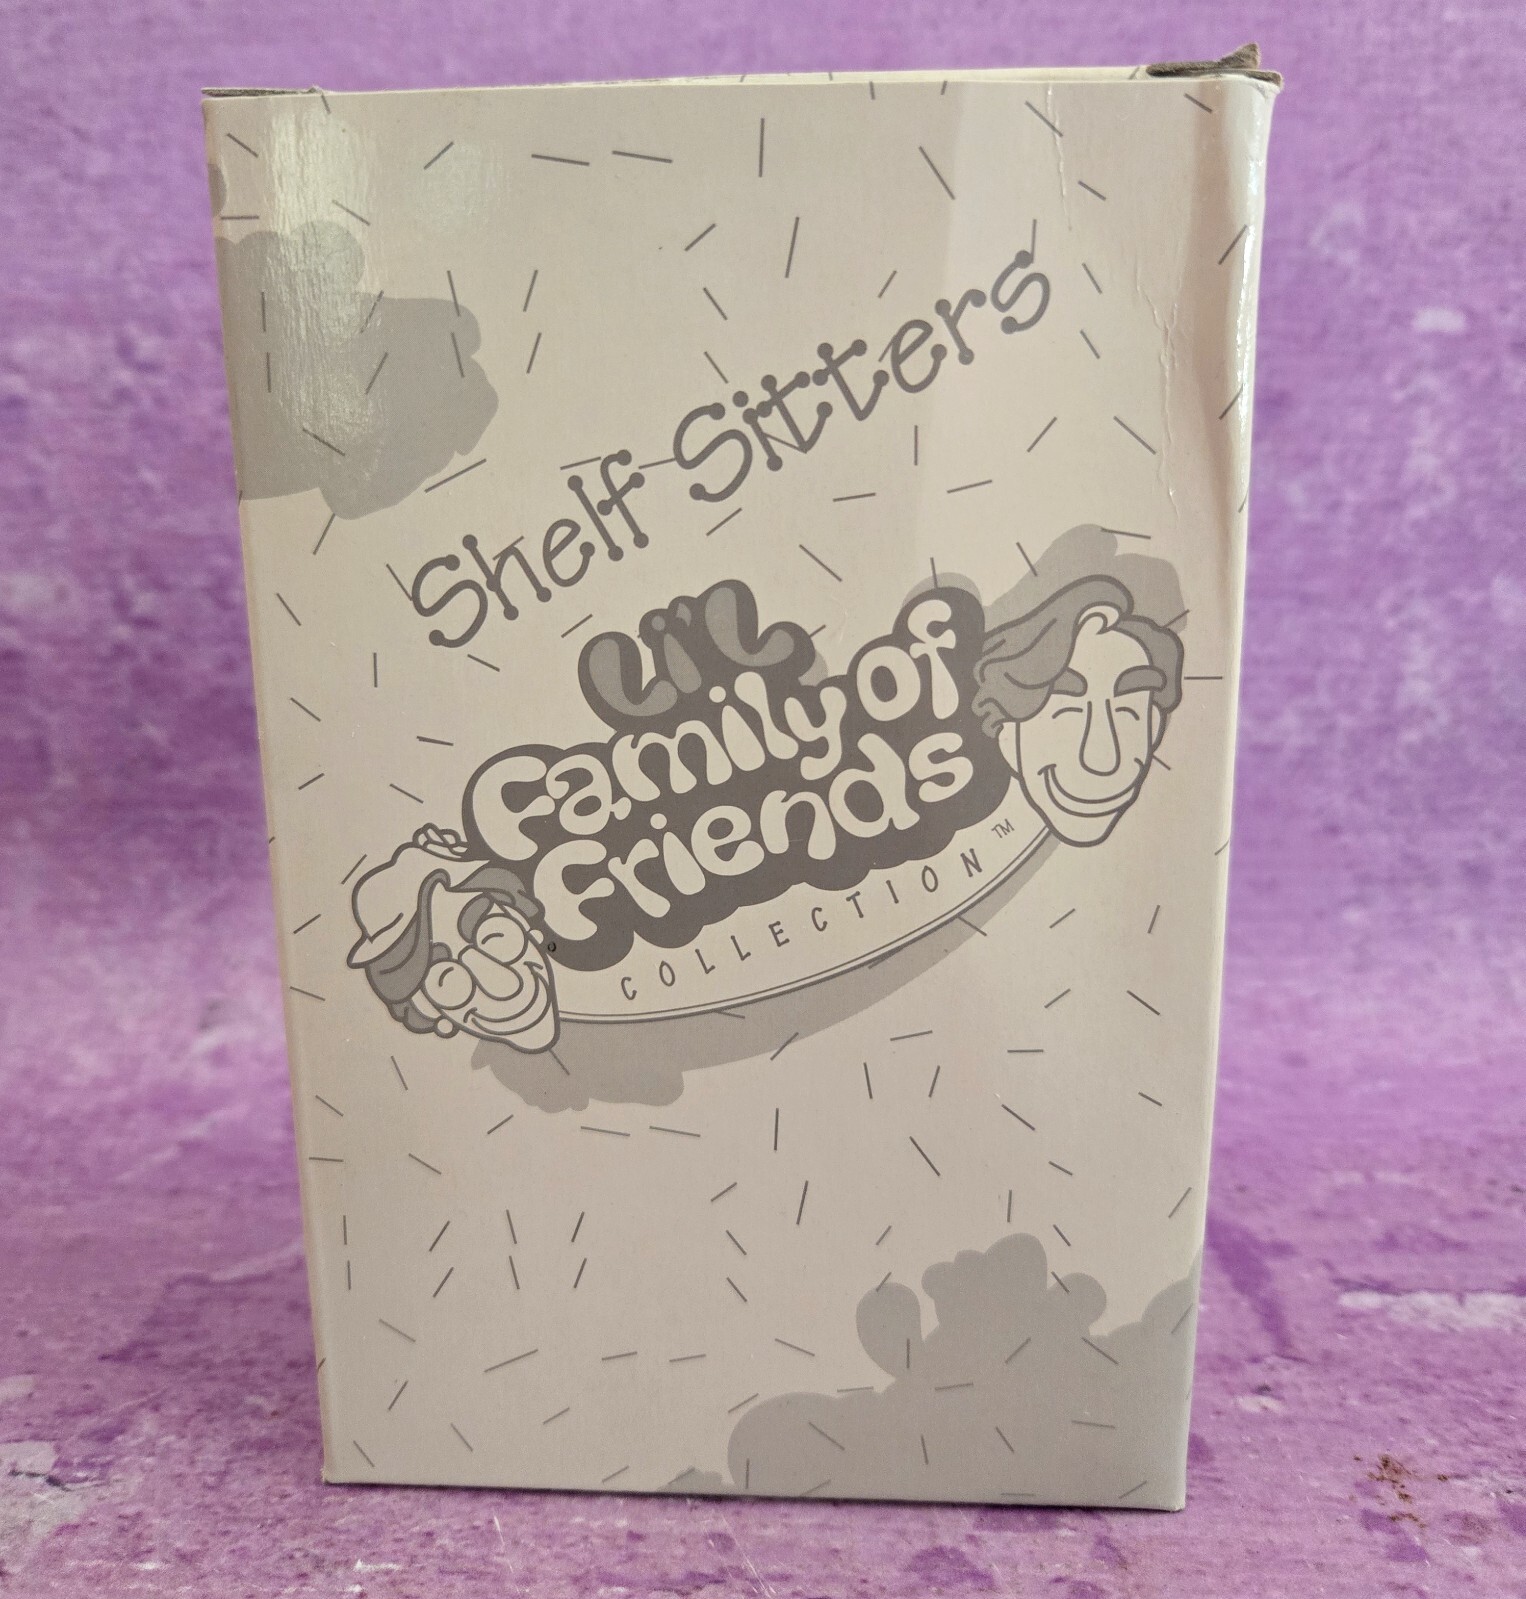 Shelf Sitters
Li'L
Family of
Friends
COLLECTION™